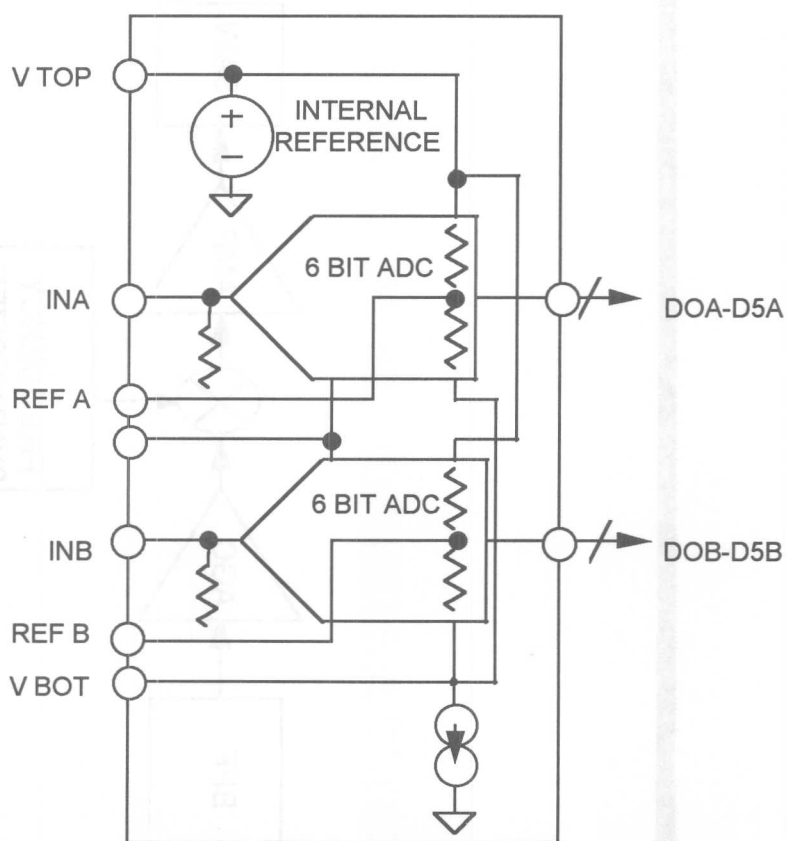 V TOP
+
−
INTERNAL
REFERENCE
6 BIT ADC
INA
DOA-D5A
REF A
6 BIT ADC
INB
DOB-D5B
REF B
V BOT